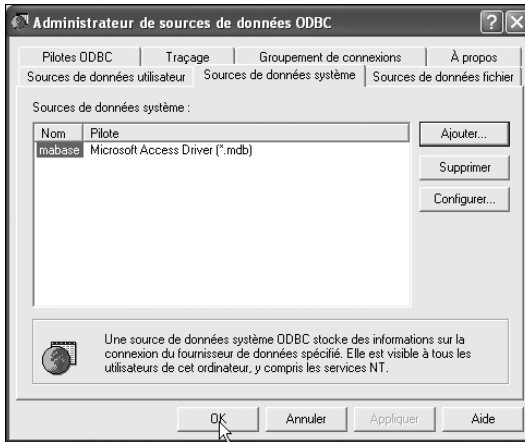 Administrateur de sources de données ODBC
Pilotes ODBC Traçage Groupement de connexions À propos
Sources de données utilisateur Sources de données système Sources de données fichier
Sources de données système :
Nom Pilote
mabase Microsoft Access Driver (*.mdb)
Ajouter...
Supprimer
Configurer...
Une source de données système ODBC stocke des informations sur la
connexion du fournisseur de données spécifié. Elle est visible à tous les
utilisateurs de cet ordinateur, y compris les services NT.
OK Annuler Appliquer Aide